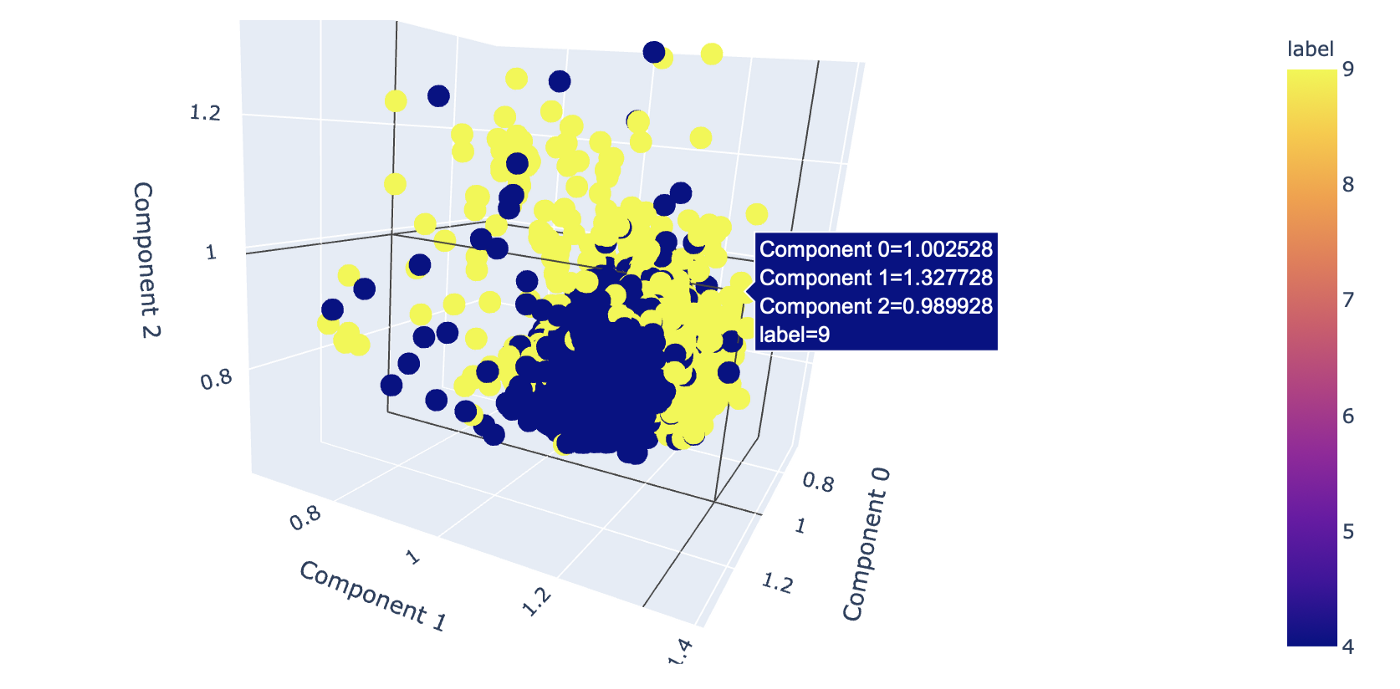 label
9
8
7
6
5
4
1.2
1
0.8
Component 2
Component 0=1.002528
Component 1=1.327728
Component 2=0.989928
label=9
0.8
1
1.2
Component 0
0.8
1
1.2
1.4
Component 1